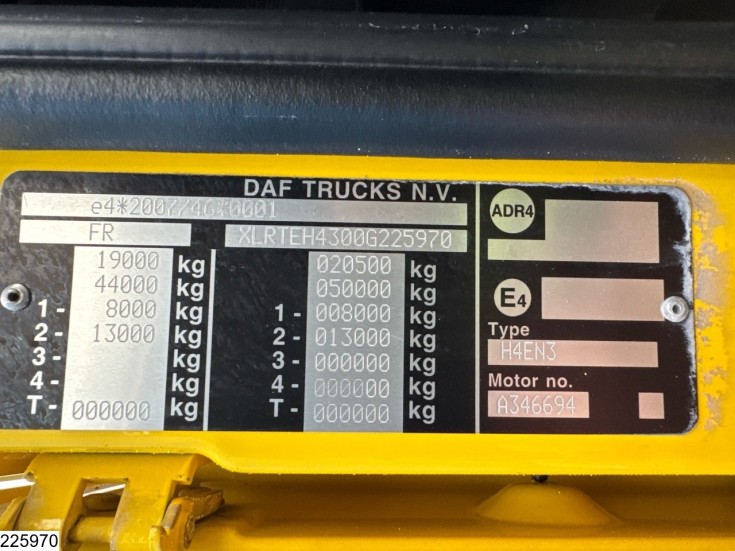 DAF TRUCKS N.V.
e4*2007/46*0001
FR XLRTEH4300G225970
19000 kg 020500 kg
44000 kg 050000 kg
1- 8000 kg 1- 008000 kg
2- 13000 kg 2- 013000 kg
3- kg 3- 000000 kg
4- kg 4- 000000 kg
T- 000000 kg T- 000000 kg
ADR4
E4
Type
H4EN3
Motor no.
A346694
225970